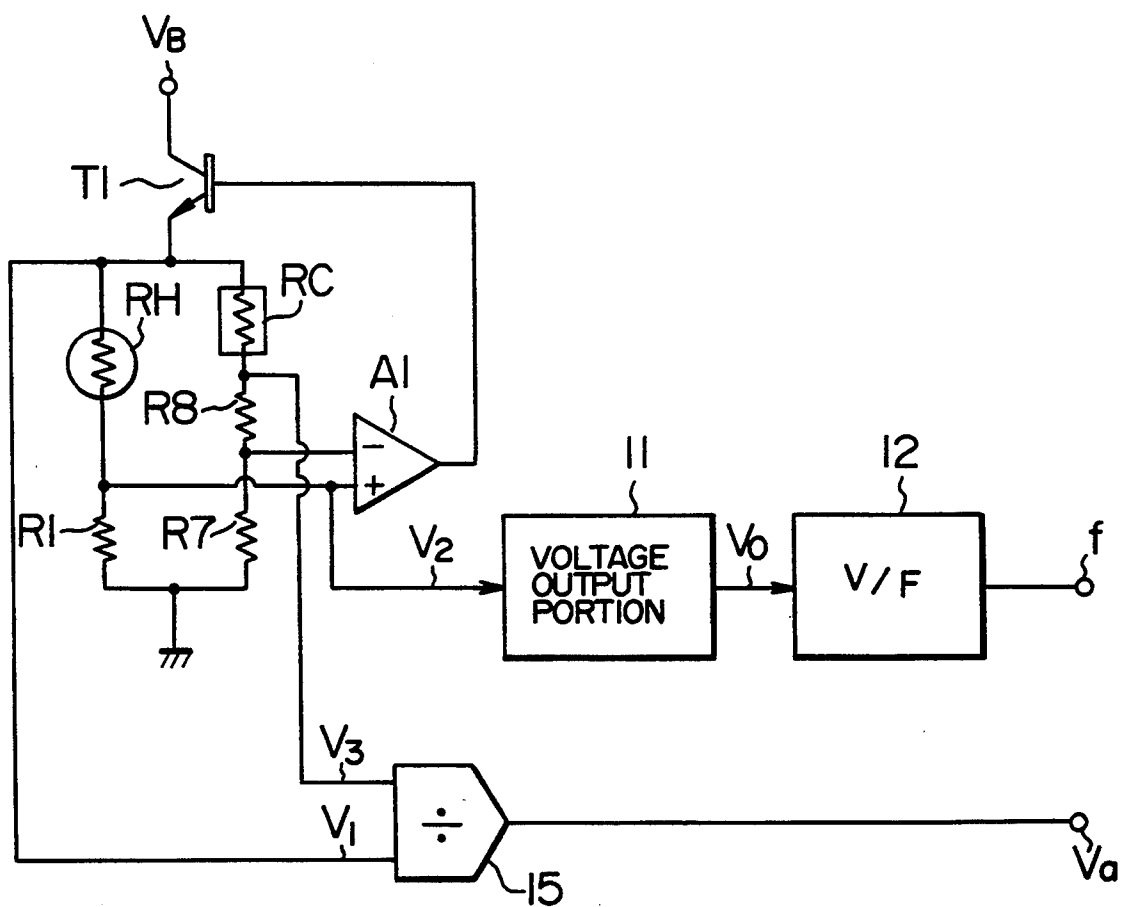 VB
T1
RH
RC
R8
A1
−
+
R1
R7
V2
11
VOLTAGE
OUTPUT
PORTION
V0
12
V/F
f
V3
V1
÷
15
Va